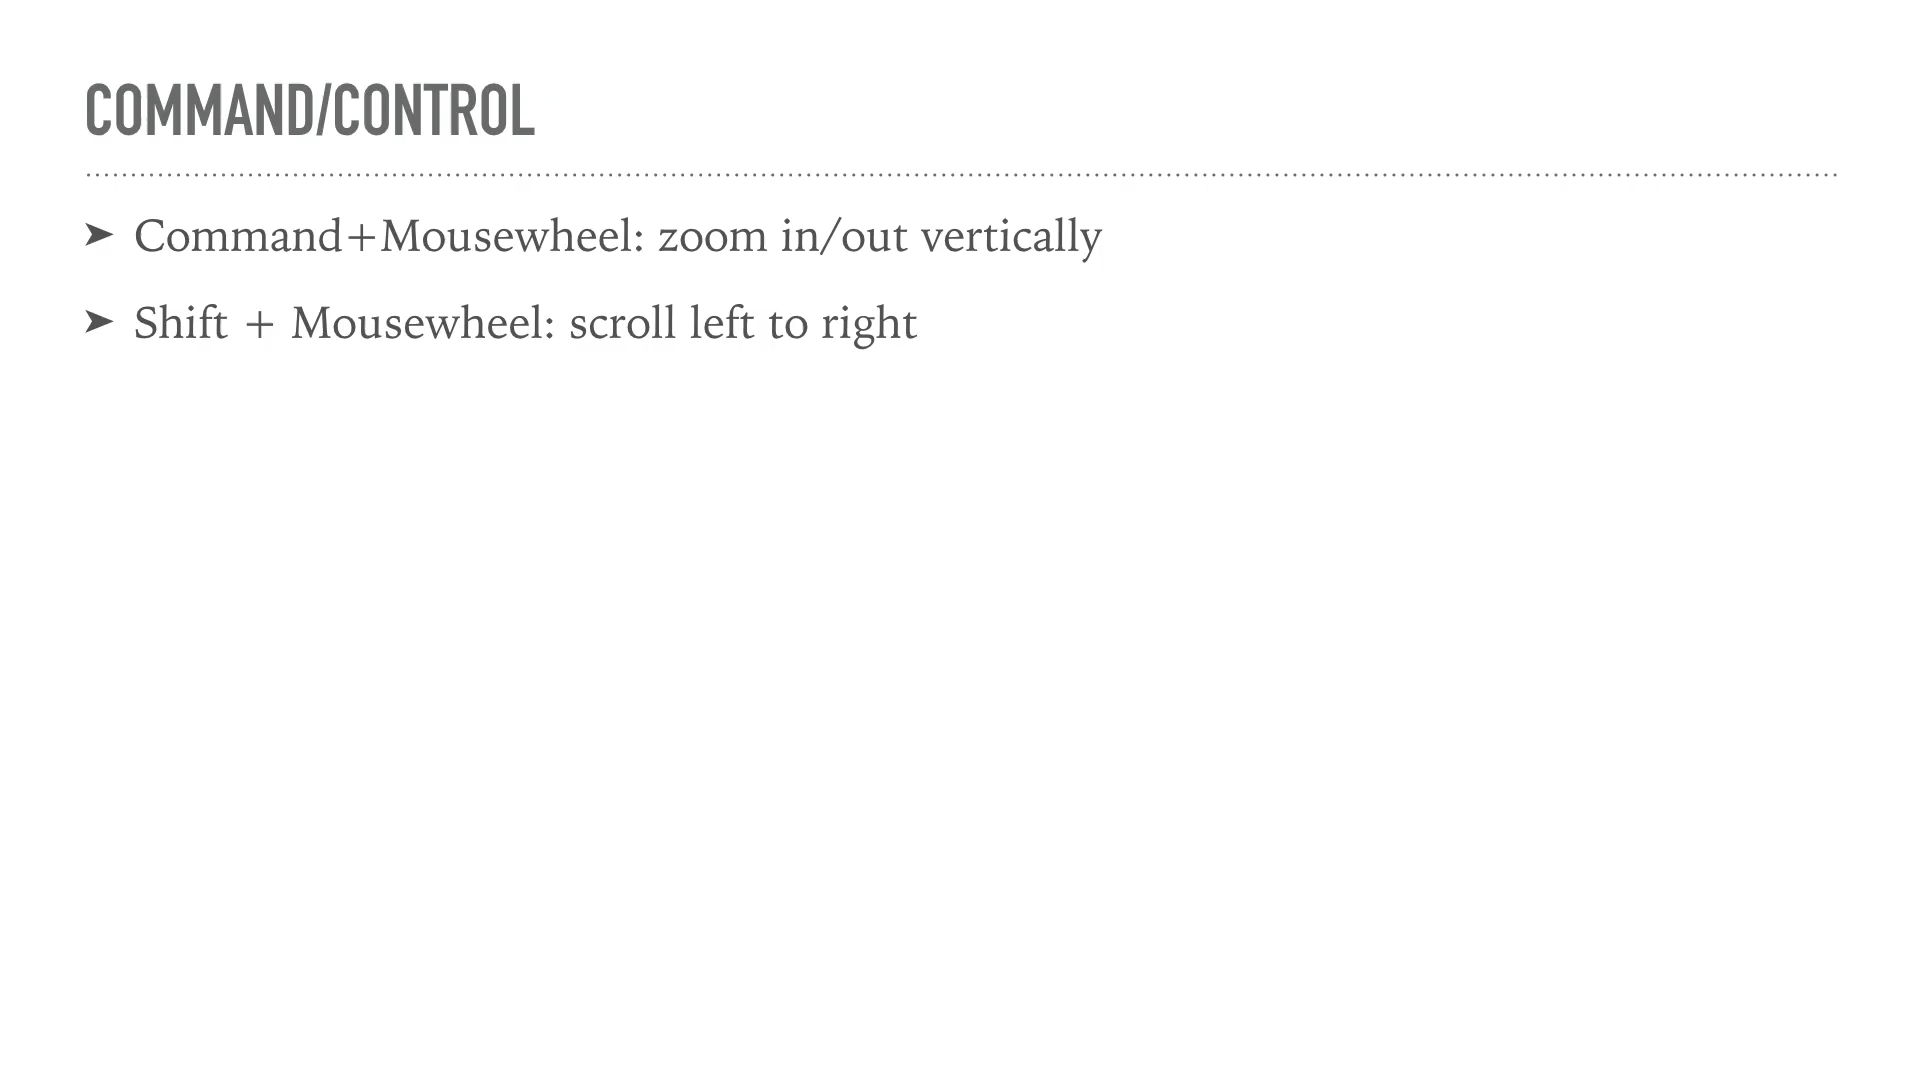 COMMAND/CONTROL
➤ Command+Mousewheel: zoom in/out vertically
➤ Shift + Mousewheel: scroll left to right